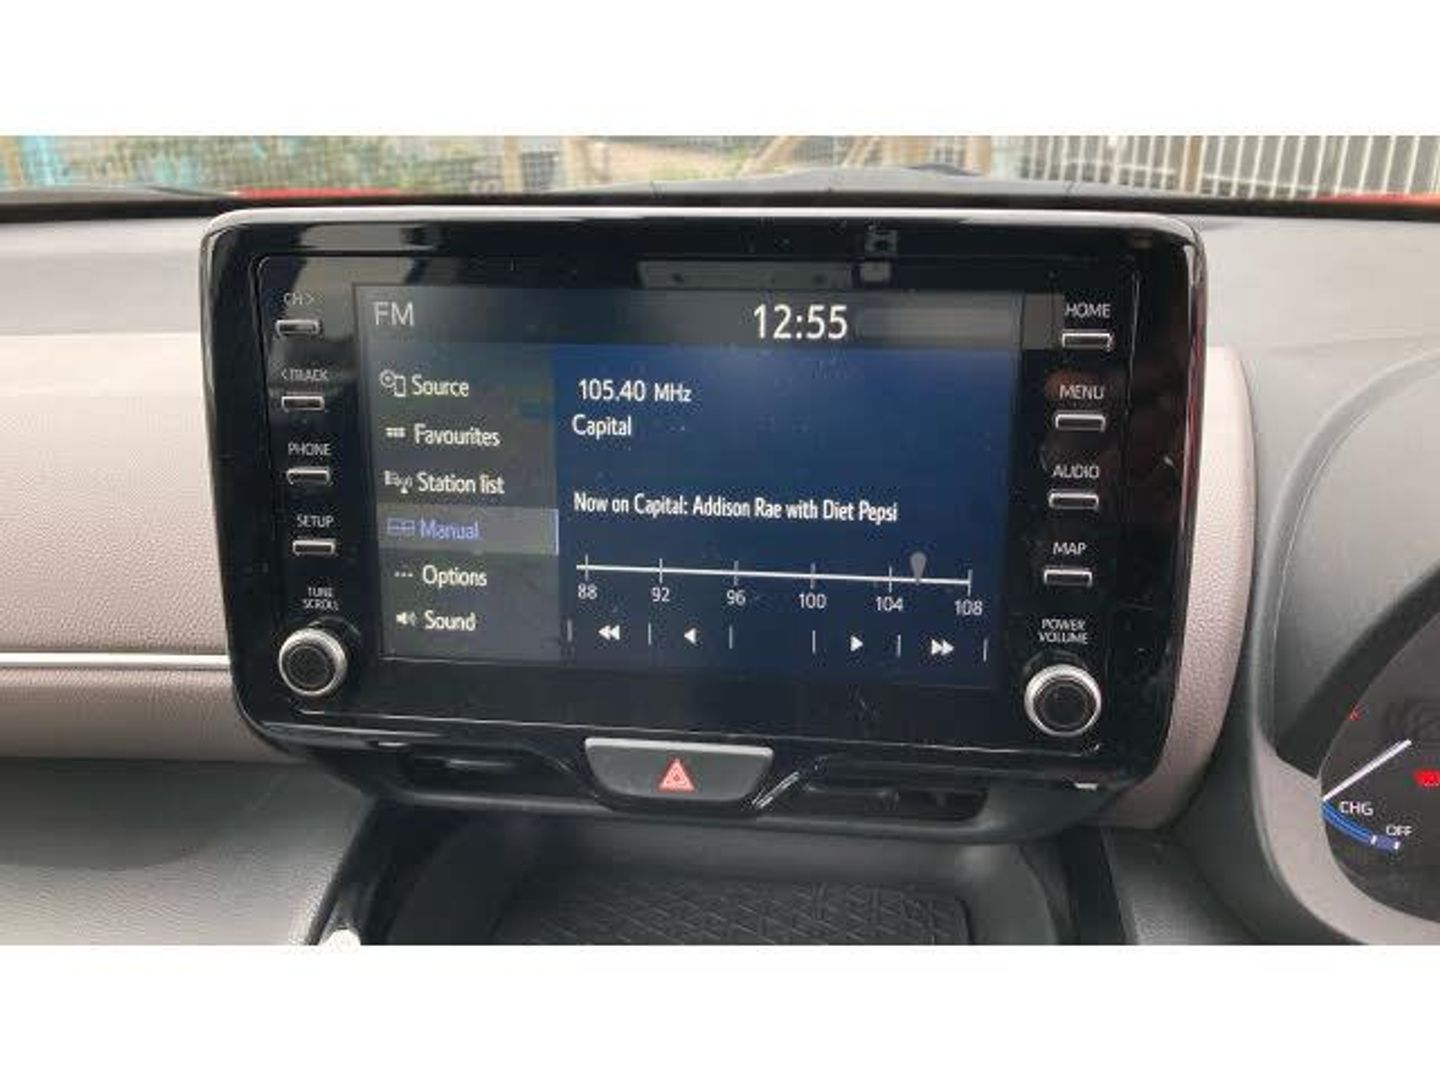 CH>
<TRACK
PHONE
SETUP
TUNE
SCROLL
FM
12:55
Source
Favourites
Station list
Manual
Options
Sound
105.40 MHz
Capital
Now on Capital: Addison Rae with Diet Pepsi
88 92 96 100 104 108
HOME
MENU
AUDIO
MAP
POWER
VOLUME
CHG
OFF